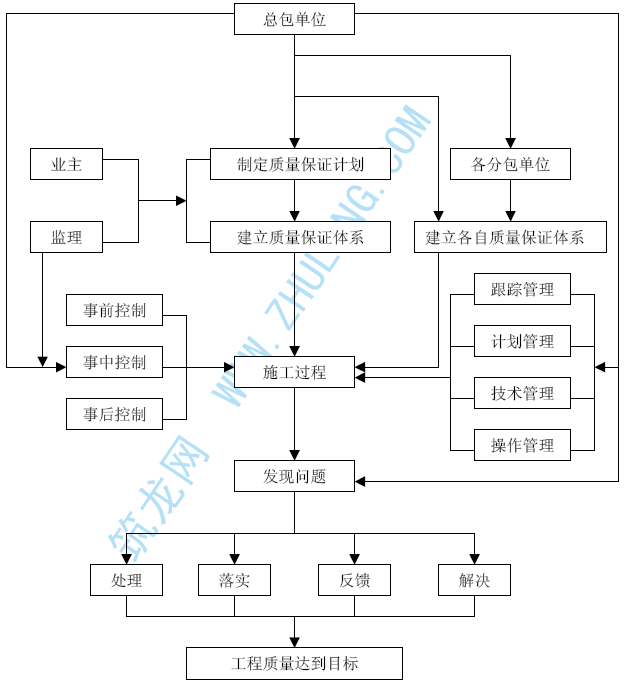 总包单位
业主
制定质量保证计划
各分包单位
监理
建立质量保证体系
建立各自质量保证体系
事前控制
跟踪管理
事中控制
施工过程
计划管理
事后控制
技术管理
发现问题
操作管理
处理
落实
反馈
解决
工程质量达到目标
筑龙网 WWW.ZHULONG.COM